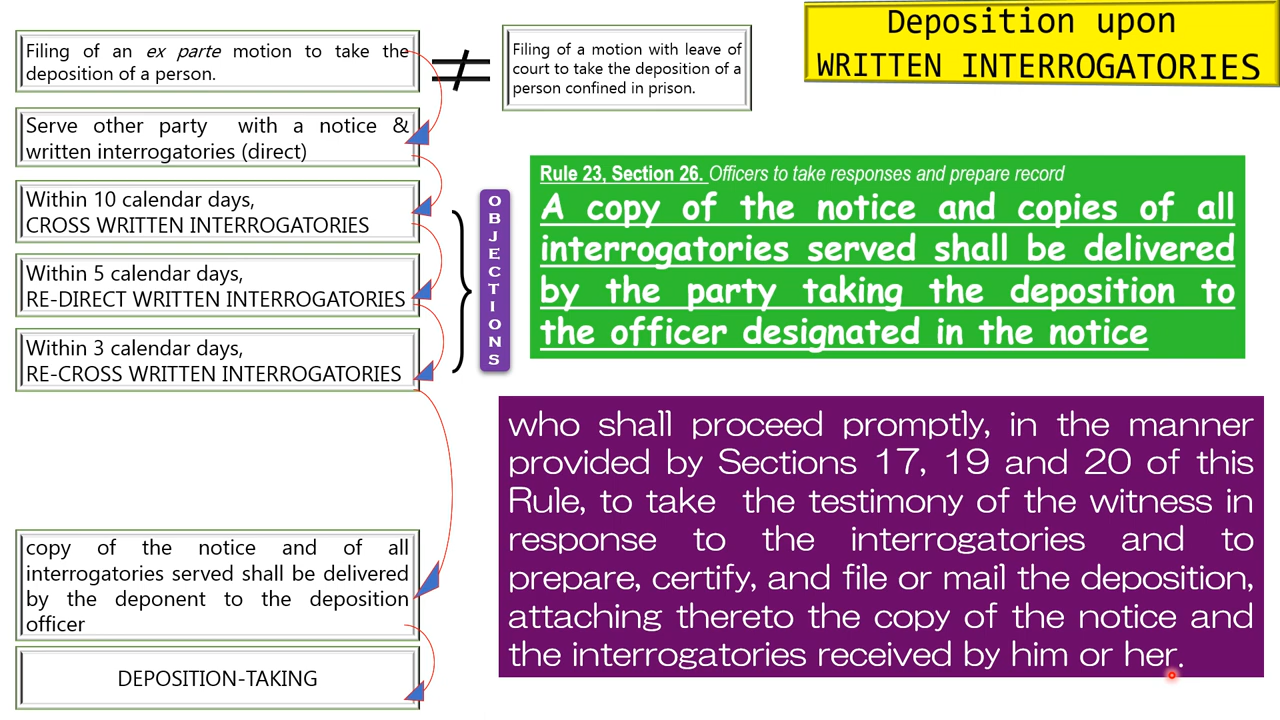 Deposition upon
WRITTEN INTERROGATORIES
Filing of an ex parte motion to take the
deposition of a person.
≠
Filing of a motion with leave of
court to take the deposition of a
person confined in prison.
Serve other party with a notice &
written interrogatories (direct)
Within 10 calendar days,
CROSS WRITTEN INTERROGATORIES
Within 5 calendar days,
RE-DIRECT WRITTEN INTERROGATORIES
Within 3 calendar days,
RE-CROSS WRITTEN INTERROGATORIES
OBJECTIONS
copy of the notice and of all
interrogatories served shall be delivered
by the deponent to the deposition
officer
DEPOSITION-TAKING
Rule 23, Section 26. Officers to take responses and prepare record
A copy of the notice and copies of all
interrogatories served shall be delivered
by the party taking the deposition to
the officer designated in the notice
who shall proceed promptly, in the manner
provided by Sections 17, 19 and 20 of this
Rule, to take the testimony of the witness in
response to the interrogatories and to
prepare, certify, and file or mail the deposition,
attaching thereto the copy of the notice and
the interrogatories received by him or her.